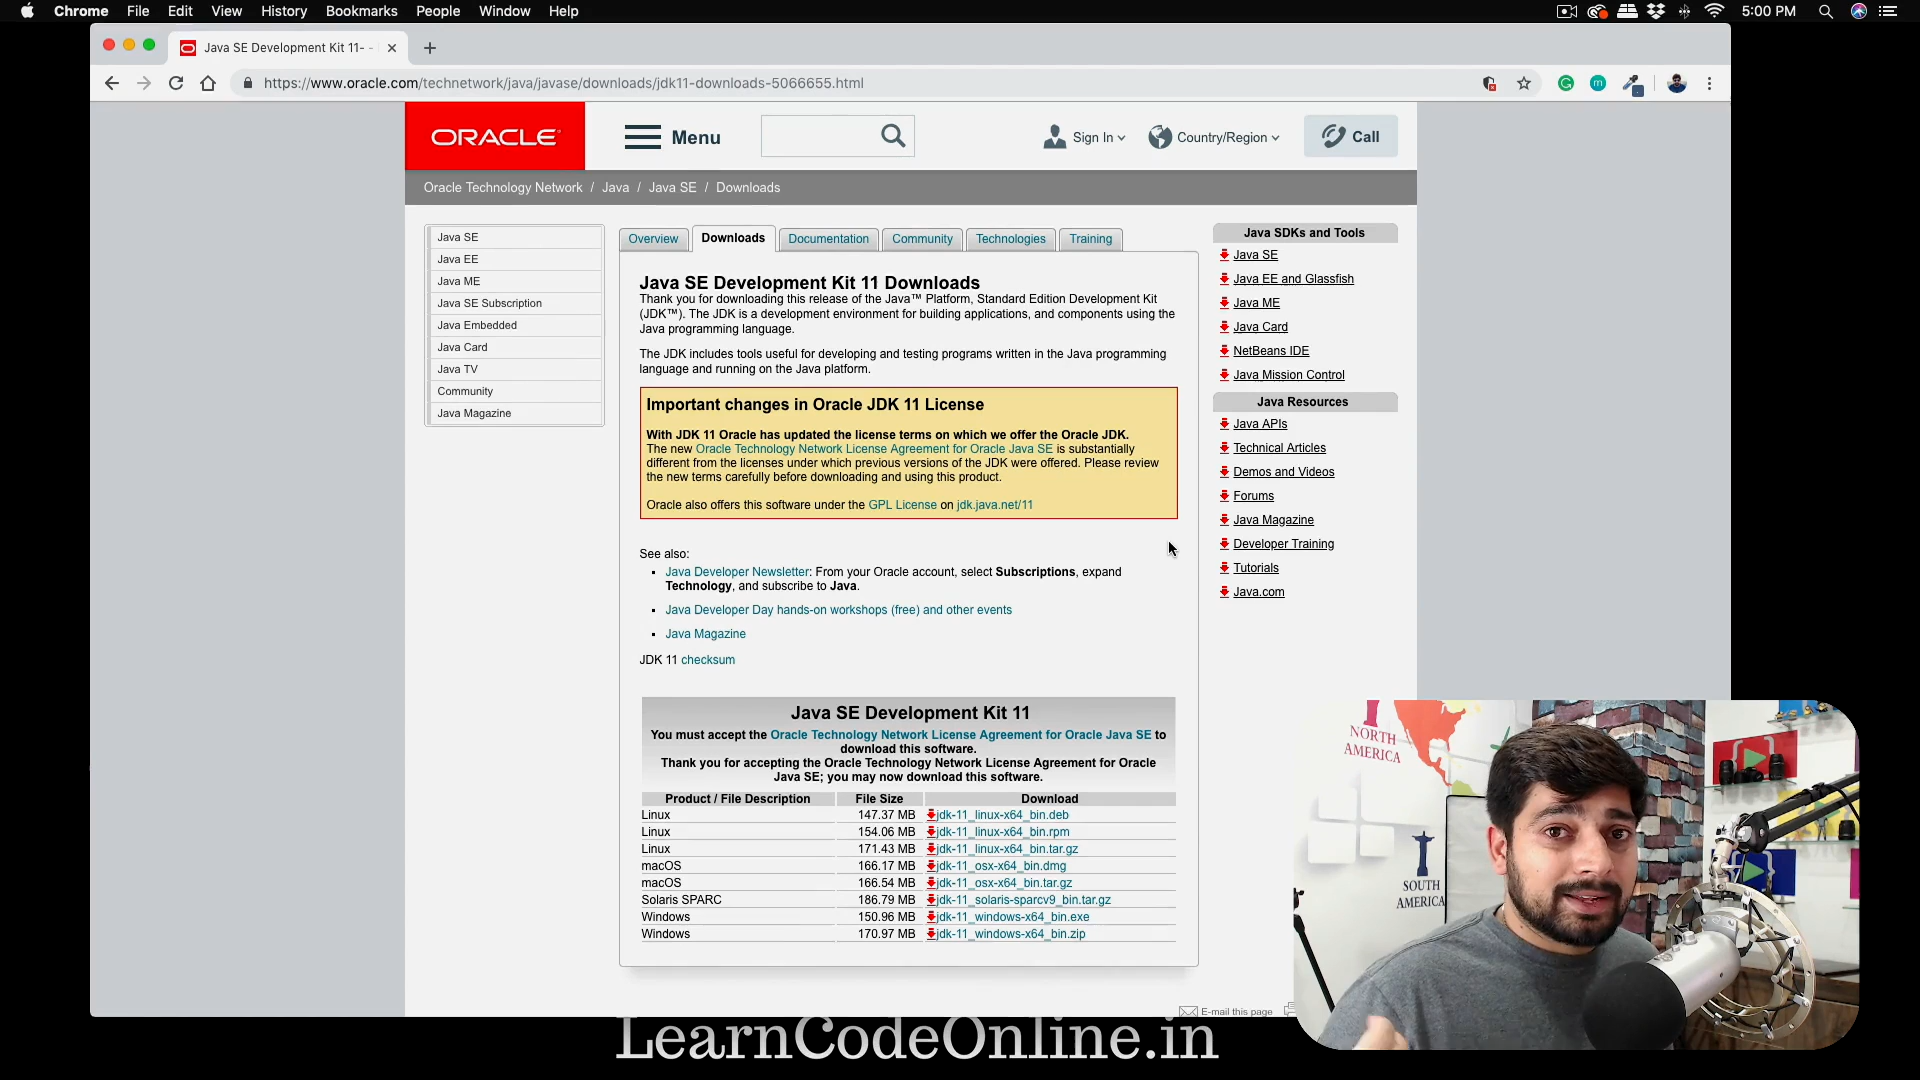 Chrome File Edit View History Bookmarks People Window Help
5:00 PM
Java SE Development Kit 11- -
https://www.oracle.com/technetwork/java/javase/downloads/jdk11-downloads-5066655.html
ORACLE
Menu
Sign In
Country/Region
Call
Oracle Technology Network / Java / Java SE / Downloads
Java SE
Java EE
Java ME
Java SE Subscription
Java Embedded
Java Card
Java TV
Community
Java Magazine
Overview Downloads Documentation Community Technologies Training
Java SE Development Kit 11 Downloads
Thank you for downloading this release of the Java™ Platform, Standard Edition Development Kit
(JDK™). The JDK is a development environment for building applications, and components using the
Java programming language.
The JDK includes tools useful for developing and testing programs written in the Java programming
language and running on the Java platform.
Important changes in Oracle JDK 11 License
With JDK 11 Oracle has updated the license terms on which we offer the Oracle JDK.
The new Oracle Technology Network License Agreement for Oracle Java SE is substantially
different from the licenses under which previous versions of the JDK were offered. Please review
the new terms carefully before downloading and using this product.
Oracle also offers this software under the GPL License on jdk.java.net/11
See also:
Java Developer Newsletter: From your Oracle account, select Subscriptions, expand
Technology, and subscribe to Java.
Java Developer Day hands-on workshops (free) and other events
Java Magazine
JDK 11 checksum
Java SE Development Kit 11
You must accept the Oracle Technology Network License Agreement for Oracle Java SE to
download this software.
Thank you for accepting the Oracle Technology Network License Agreement for Oracle
Java SE; you may now download this software.
Product / File Description File Size Download
Linux 147.37 MB jdk-11_linux-x64_bin.deb
Linux 154.06 MB jdk-11_linux-x64_bin.rpm
Linux 171.43 MB jdk-11_linux-x64_bin.tar.gz
macOS 166.17 MB jdk-11_osx-x64_bin.dmg
macOS 166.54 MB jdk-11_osx-x64_bin.tar.gz
Solaris SPARC 186.79 MB jdk-11_solaris-sparcv9_bin.tar.gz
Windows 150.96 MB jdk-11_windows-x64_bin.exe
Windows 170.97 MB jdk-11_windows-x64_bin.zip
Java SDKs and Tools
Java SE
Java EE and Glassfish
Java ME
Java Card
NetBeans IDE
Java Mission Control
Java Resources
Java APIs
Technical Articles
Demos and Videos
Forums
Java Magazine
Developer Training
Tutorials
Java.com
E-mail this page
NORTH
AMERICA
SOUTH
AMERICA
LearnCodeOnline.in